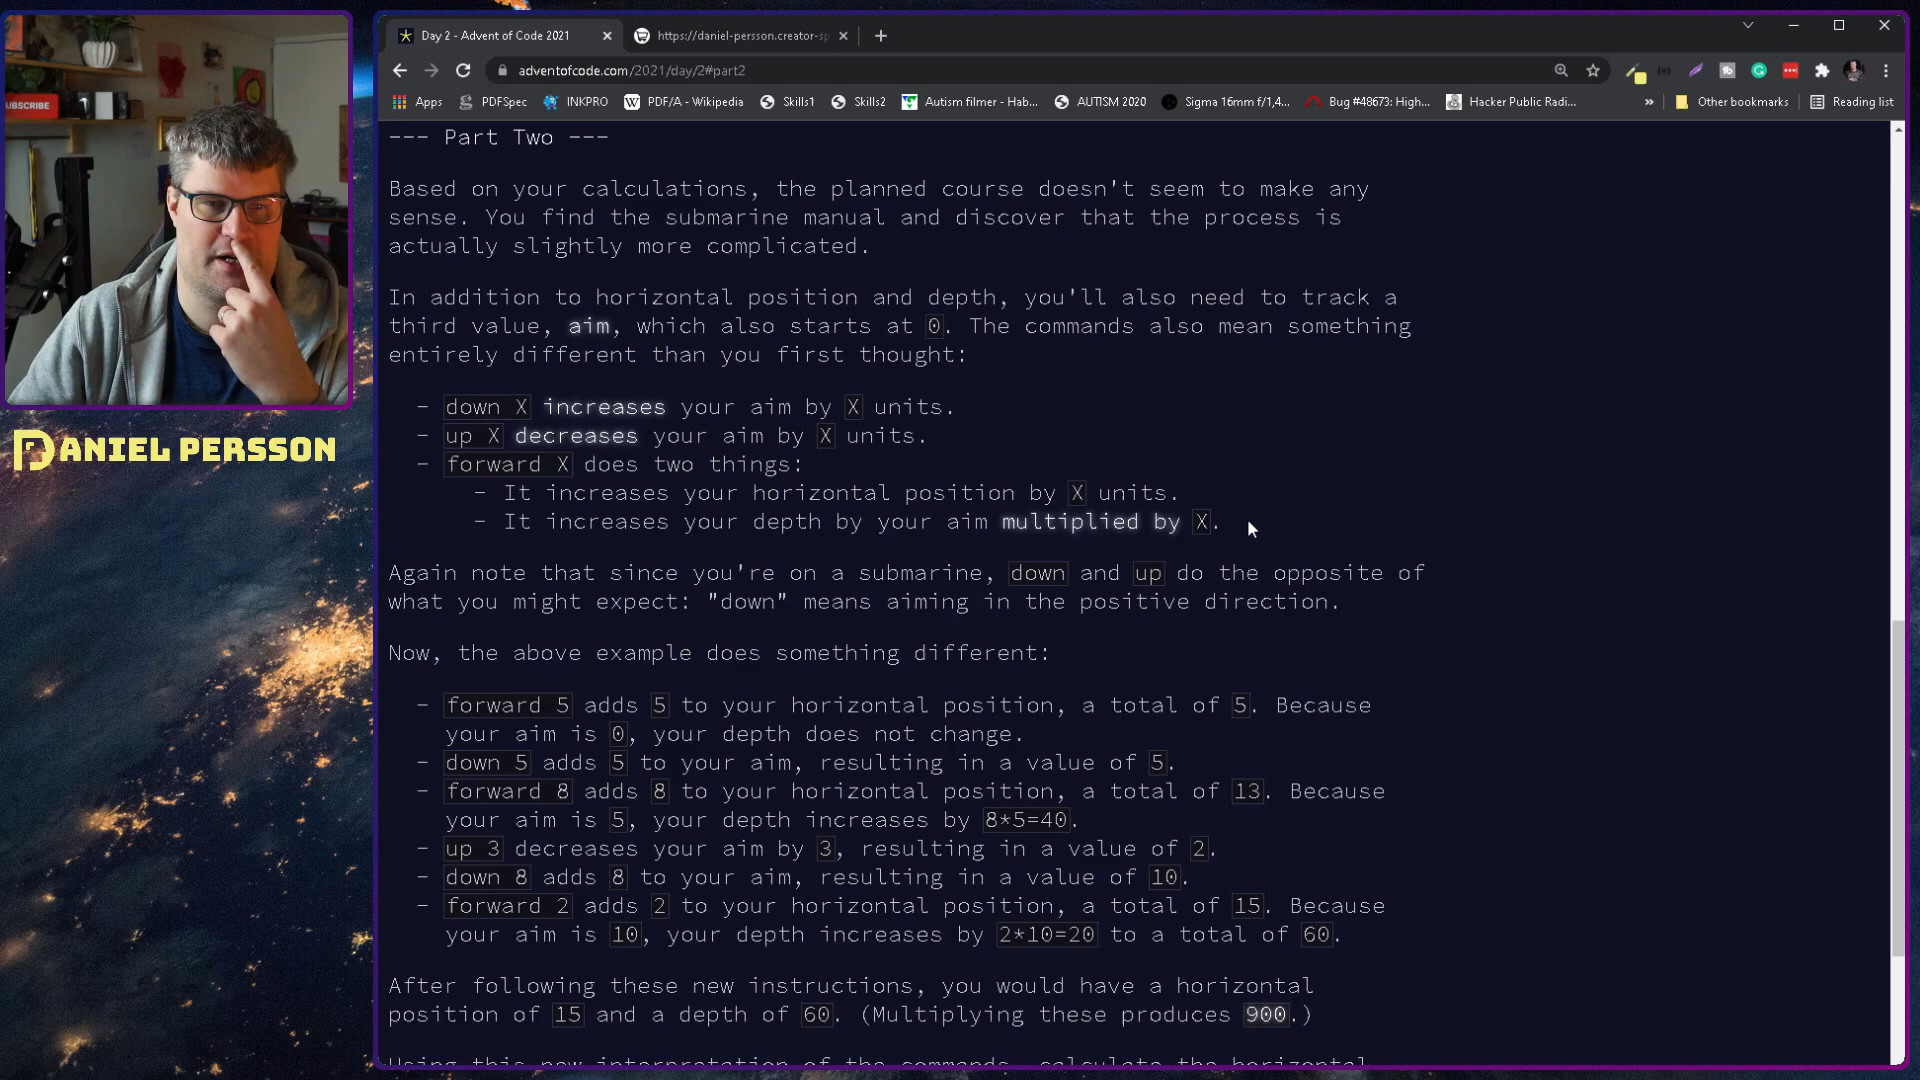 Day 2 - Advent of Code 2021
https://daniel-persson.creator-sp
adventofcode.com/2021/day/2#part2
Apps
PDFSpec
INKPRO
PDF/A - Wikipedia
Skills1
Skills2
Autism filmer - Hab...
AUTISM 2020
Sigma 16mm f/1,4...
Bug #48673: High...
Hacker Public Radi...
»
Other bookmarks
Reading list
SUBSCRIBE
DANIEL PERSSON
--- Part Two ---
Based on your calculations, the planned course doesn't seem to make any
sense. You find the submarine manual and discover that the process is
actually slightly more complicated.
In addition to horizontal position and depth, you'll also need to track a
third value, aim, which also starts at 0. The commands also mean something
entirely different than you first thought:
- down X increases your aim by X units.
- up X decreases your aim by X units.
- forward X does two things:
- It increases your horizontal position by X units.
- It increases your depth by your aim multiplied by X.
Again note that since you're on a submarine, down and up do the opposite of
what you might expect: "down" means aiming in the positive direction.
Now, the above example does something different:
- forward 5 adds 5 to your horizontal position, a total of 5. Because
your aim is 0, your depth does not change.
- down 5 adds 5 to your aim, resulting in a value of 5.
- forward 8 adds 8 to your horizontal position, a total of 13. Because
your aim is 5, your depth increases by 8*5=40.
- up 3 decreases your aim by 3, resulting in a value of 2.
- down 8 adds 8 to your aim, resulting in a value of 10.
- forward 2 adds 2 to your horizontal position, a total of 15. Because
your aim is 10, your depth increases by 2*10=20 to a total of 60.
After following these new instructions, you would have a horizontal
position of 15 and a depth of 60. (Multiplying these produces 900.)
Using this new interpretation of the commands, calculate the horizontal